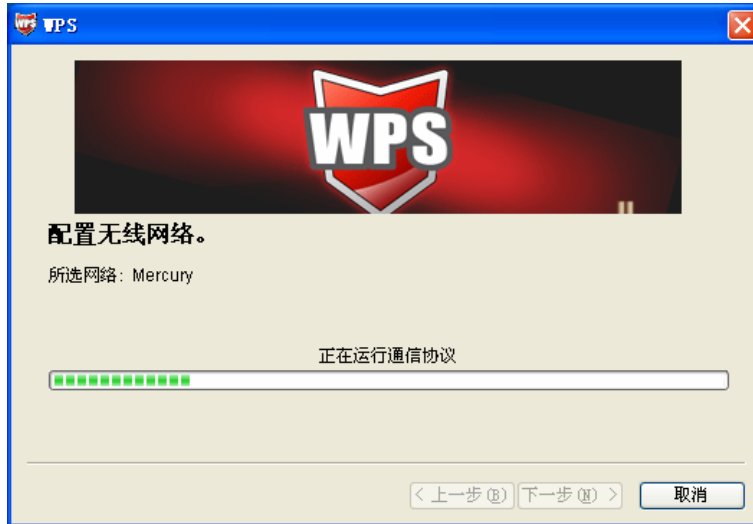 WPS
WPS
配置无线网络。
所选网络: Mercury
正在运行通信协议
< 上一步(B) 下一步(N) > 取消